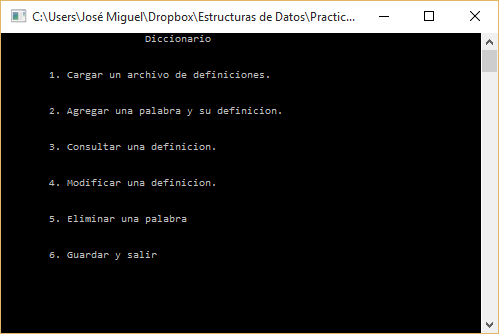 C:\Users\José Miguel\Dropbox\Estructuras de Datos\Practic...
Diccionario
1. Cargar un archivo de definiciones.
2. Agregar una palabra y su definicion.
3. Consultar una definicion.
4. Modificar una definicion.
5. Eliminar una palabra
6. Guardar y salir